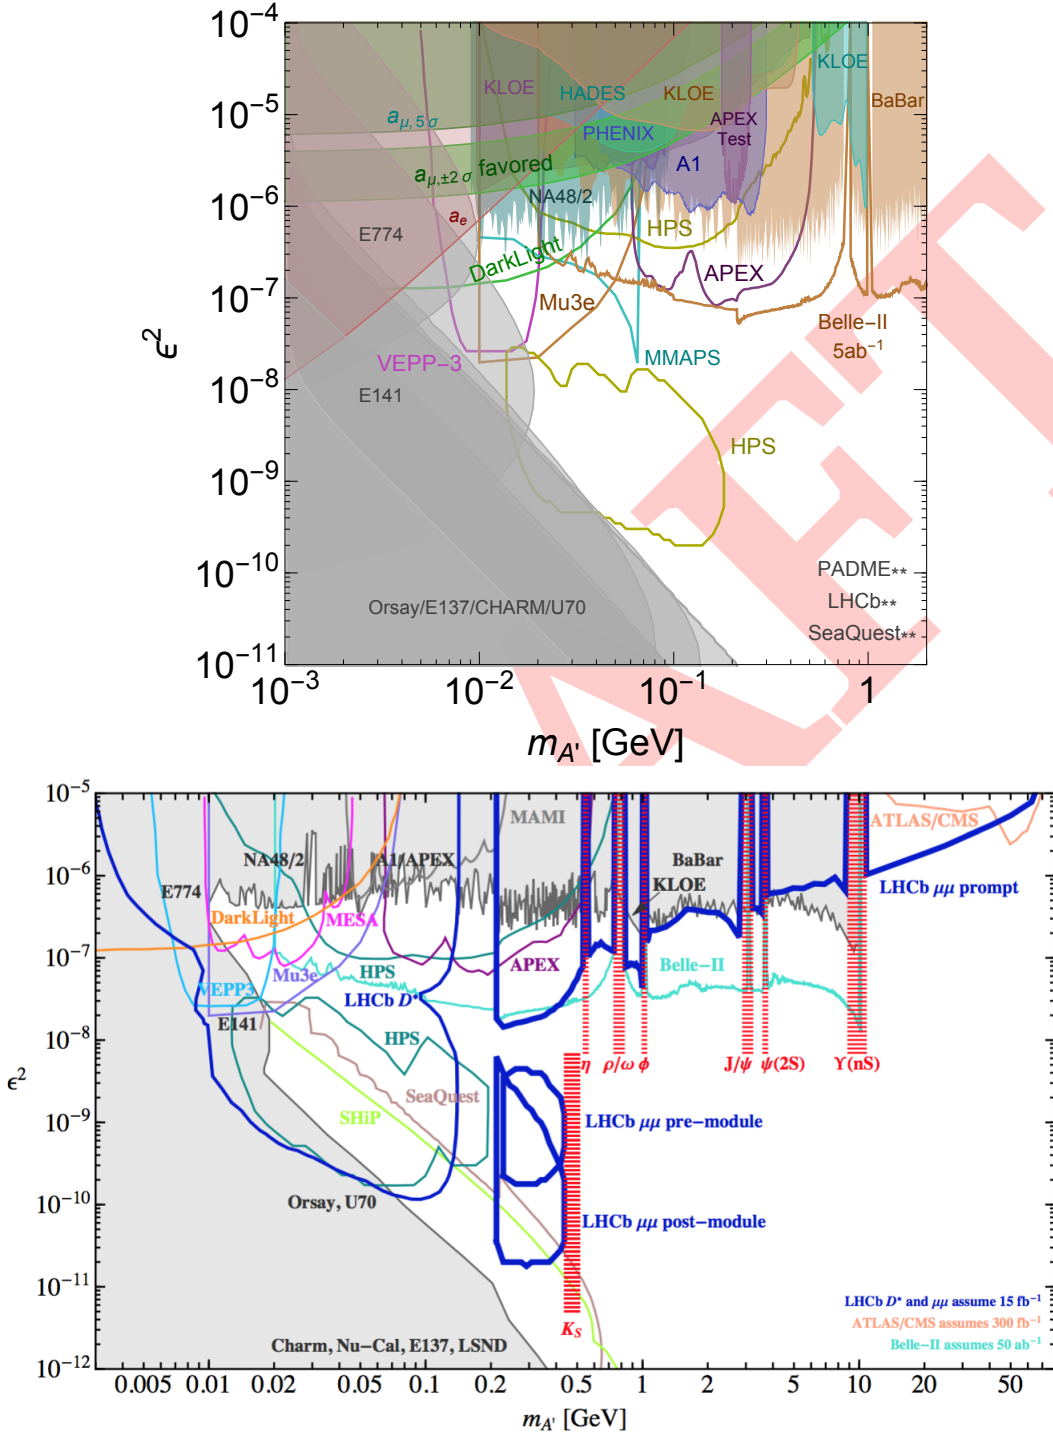 10⁻⁴
10⁻⁵
10⁻⁶
10⁻⁷
10⁻⁸
10⁻⁹
10⁻¹⁰
10⁻¹¹
ϵ²
KLOE
HADES
KLOE
KLOE
BaBar
aμ,5σ
PHENIX
APEX
Test
aμ,±2σ favored
A1
NA48/2
ae
E774
HPS
DarkLight
APEX
Mu3e
Belle−II
5ab⁻¹
VEPP−3
MMAPS
E141
HPS
PADME**
LHCb**
SeaQuest**
Orsay/E137/CHARM/U70
10⁻³
10⁻²
10⁻¹
1
mA' [GeV]
10⁻⁵
10⁻⁶
10⁻⁷
10⁻⁸
10⁻⁹
10⁻¹⁰
10⁻¹¹
10⁻¹²
ϵ²
MAMI
ATLAS/CMS
NA48/2
A1/APEX
BaBar
KLOE
E774
LHCb μμ prompt
DarkLight
MESA
HPS
APEX
Belle−II
Mu3e
VEPP3
LHCb D*
E141
HPS
η
ρ/ω
ϕ
J/ψ
ψ(2S)
Υ(nS)
SeaQuest
SHiP
LHCb μμ pre−module
Orsay, U70
LHCb μμ post−module
KS
LHCb D* and μμ assume 15 fb⁻¹
ATLAS/CMS assumes 300 fb⁻¹
Belle−II assumes 50 ab⁻¹
Charm, Nu−Cal, E137, LSND
0.005 0.01 0.02 0.05 0.1 0.2 0.5 1 2 5 10 20 50
mA' [GeV]